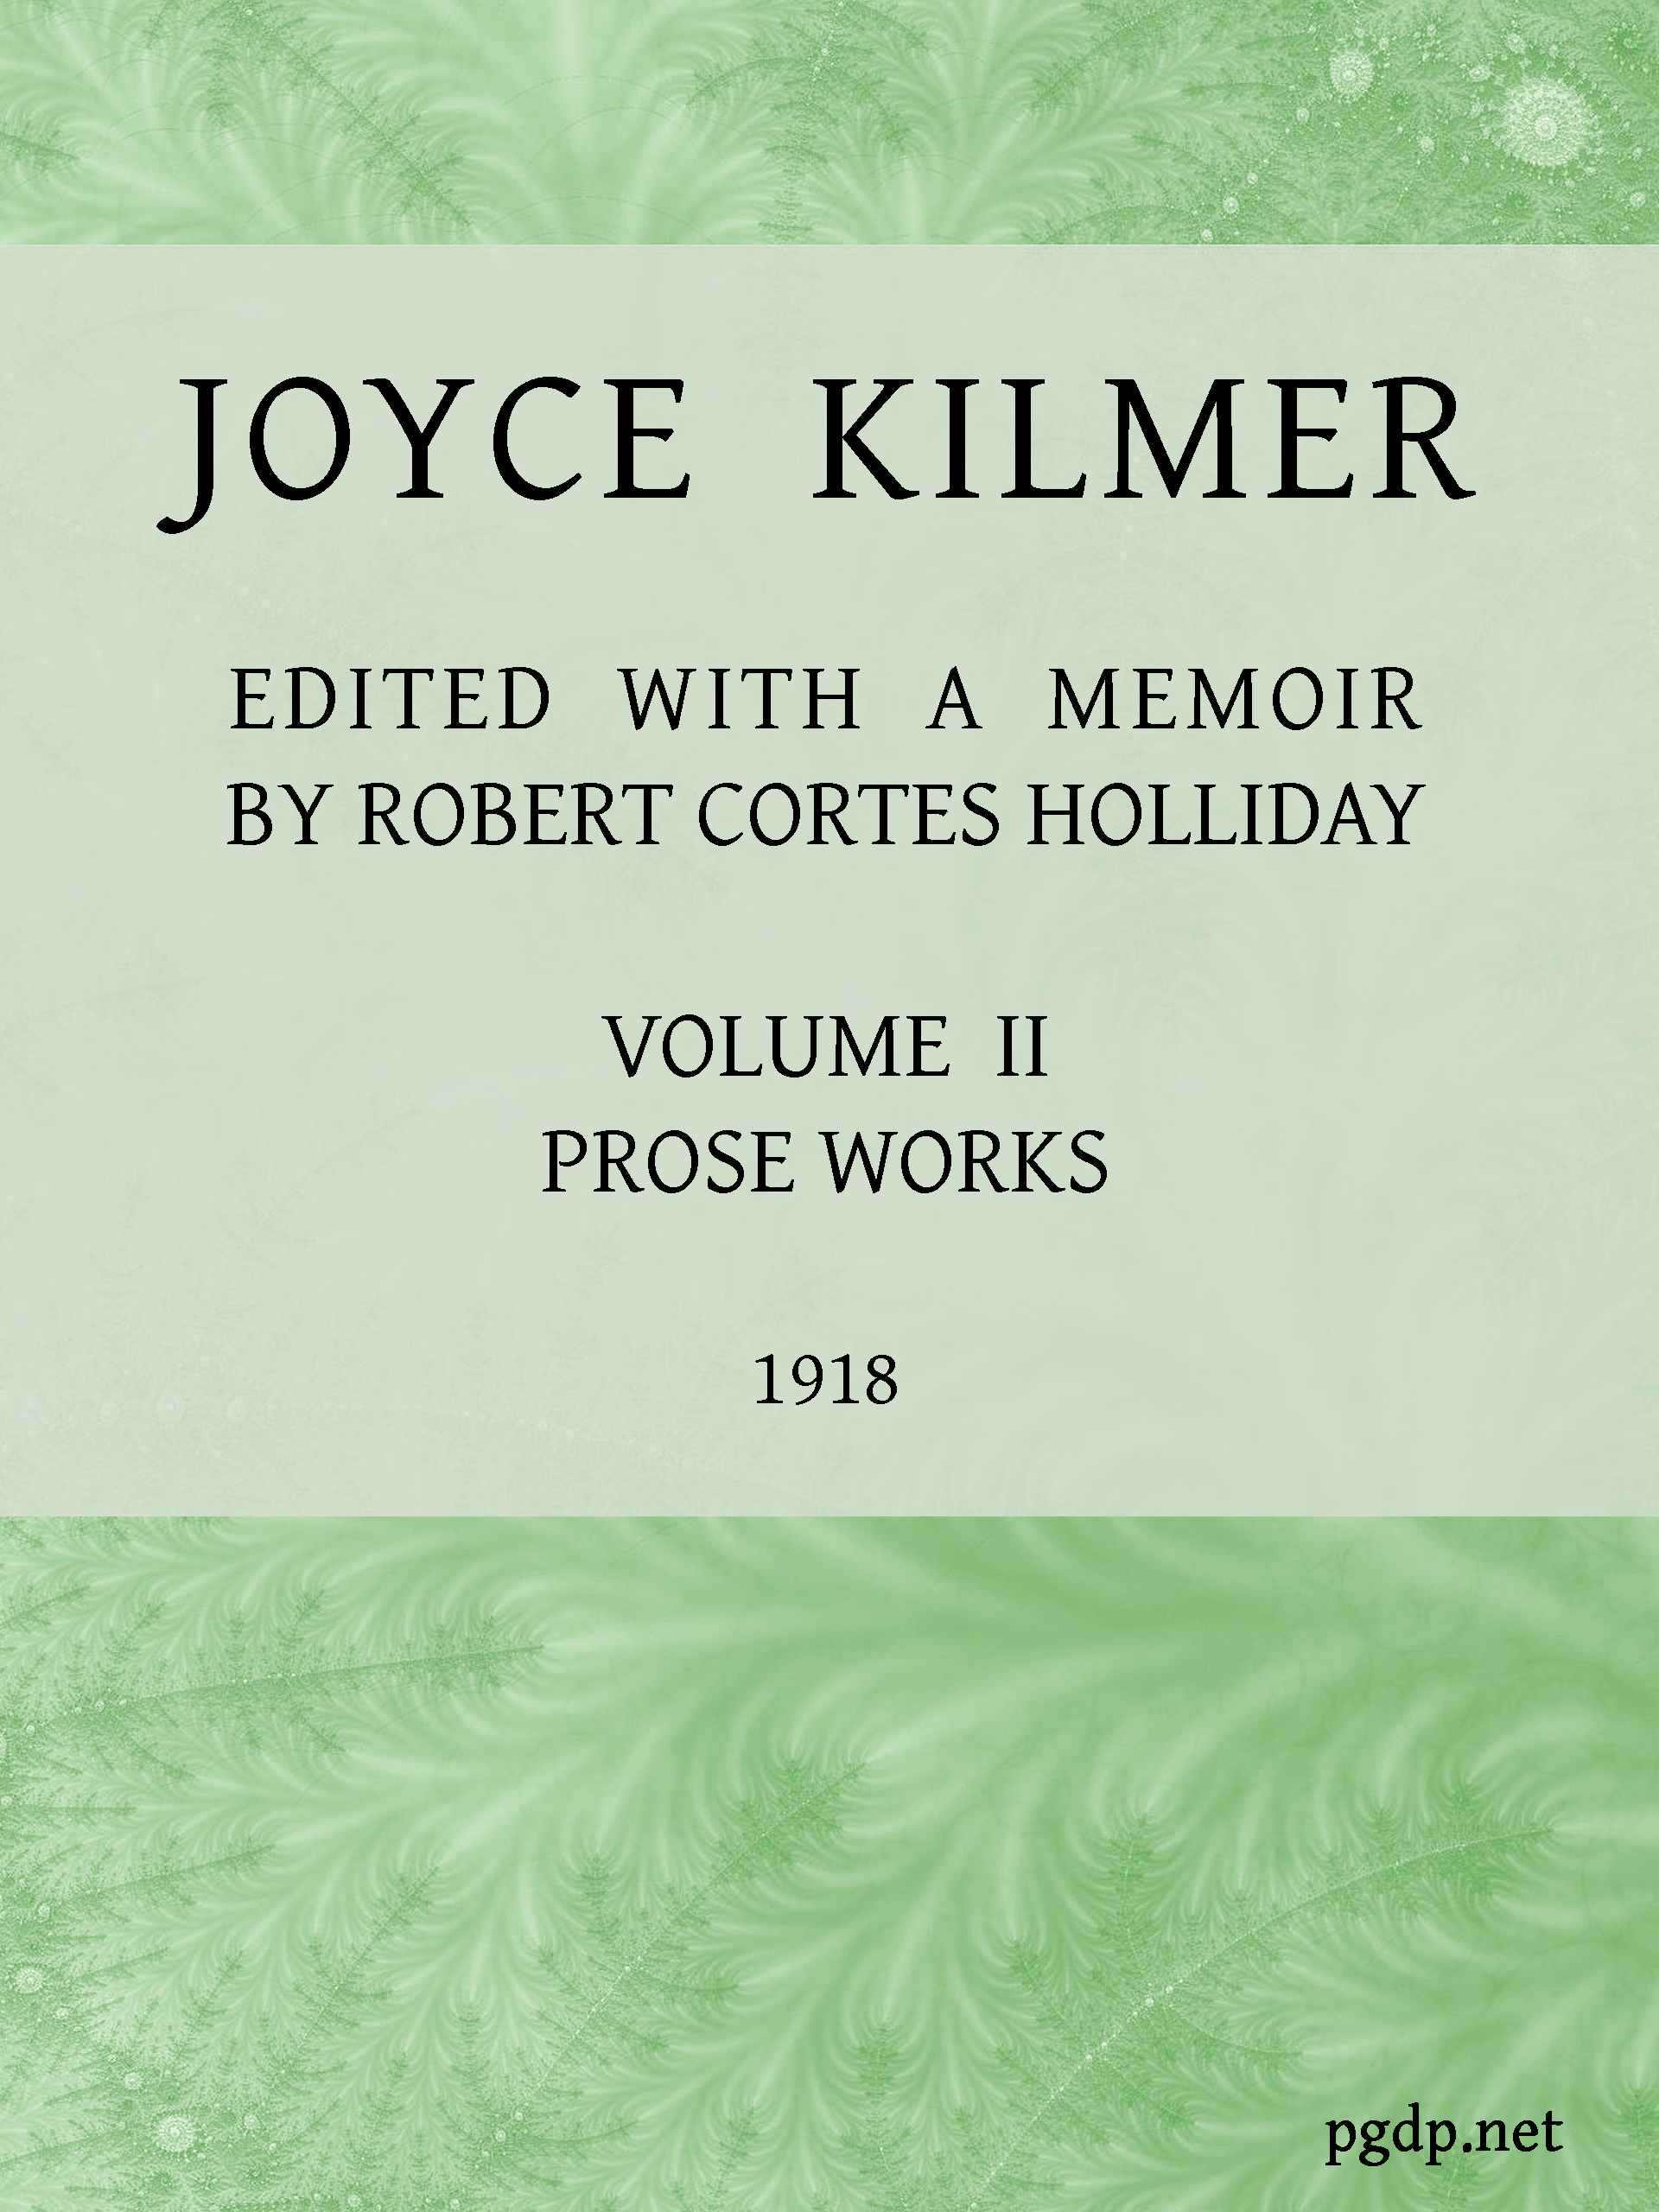 JOYCE KILMER
EDITED WITH A MEMOIR
BY ROBERT CORTES HOLLIDAY
VOLUME II
PROSE WORKS
1918
pgdp.net